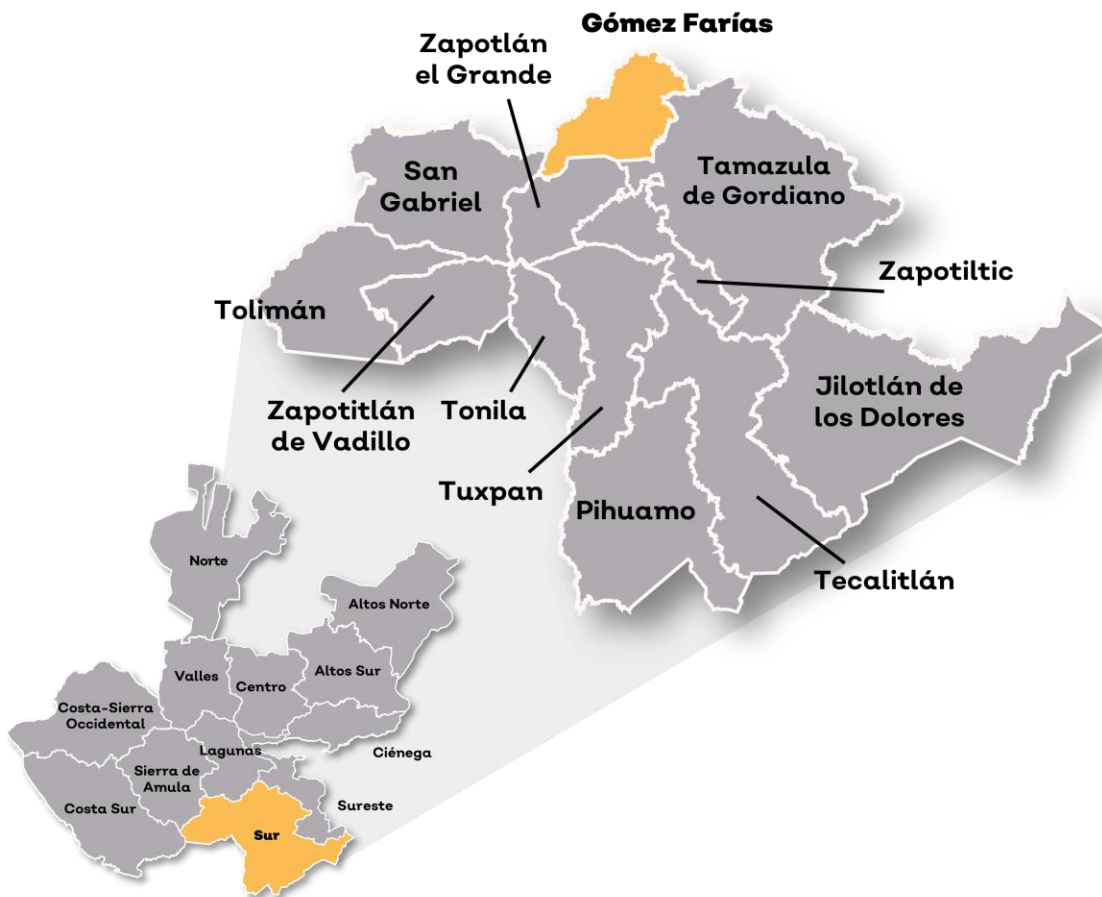 Gómez Farías
Zapotlán
el Grande
San
Gabriel
Tamazula
de Gordiano
Zapotiltic
Tolimán
Jilotlán de
los Dolores
Zapotitlán
de Vadillo
Tonila
Tuxpan
Pihuamo
Tecalitlán
Norte
Altos Norte
Valles
Centro
Altos Sur
Costa-Sierra
Occidental
Lagunas
Ciénega
Sierra de
Amula
Costa Sur
Sureste
Sur